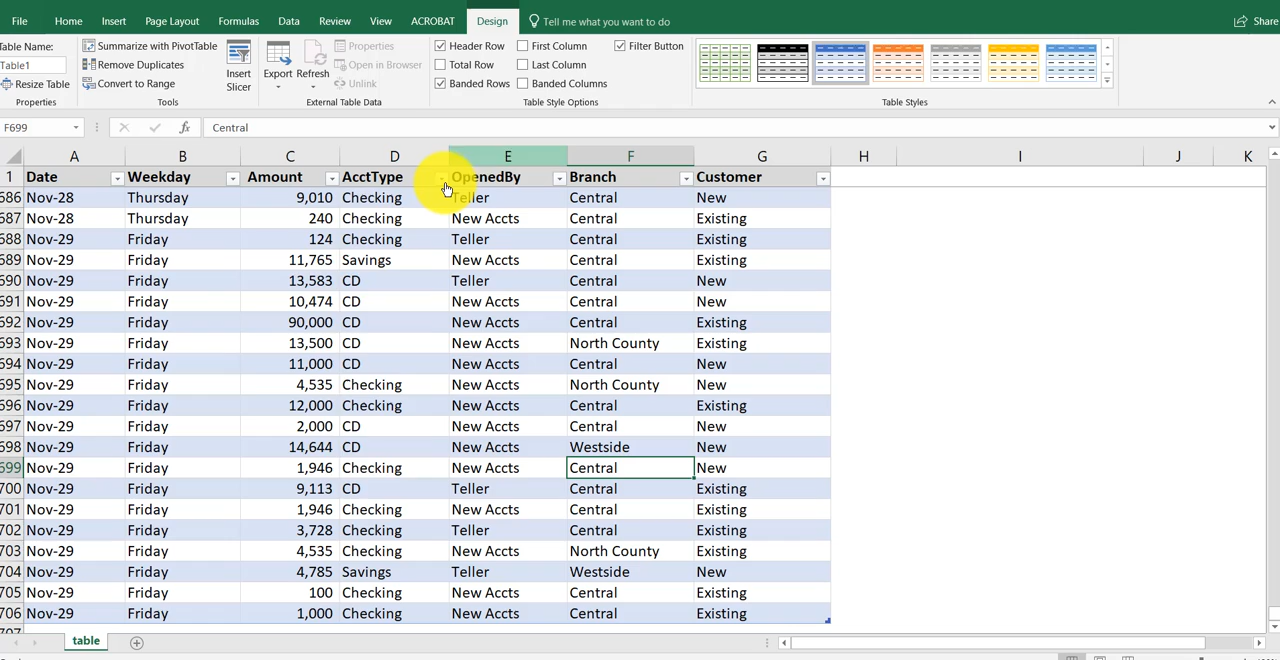 File Home Insert Page Layout Formulas Data Review View ACROBAT Design Tell me what you want to do Share
Table Name:
Table1
Resize Table
Properties
Summarize with PivotTable
Remove Duplic
Convert to Range
Tools
Insert
Slicer
Export
Refresh
Properties
Open in Browser
Unlink
External Table Data
Header Row
Total Row
Banded Rows
First Column
Last Column
Banded Columns
Filter Button
Table Style Options
Table Styles
F699 fx Central
A B C D E F G H I J K
1 Date Weekday Amount AcctType OpenedBy Branch Customer
686 Nov-28 Thursday 9,010 Checking Teller Central New
687 Nov-28 Thursday 240 Checking New Accts Central Existing
688 Nov-29 Friday 124 Checking Teller Central Existing
689 Nov-29 Friday 11,765 Savings New Accts Central Existing
690 Nov-29 Friday 13,583 CD Teller Central New
691 Nov-29 Friday 10,474 CD New Accts Central New
692 Nov-29 Friday 90,000 CD New Accts Central Existing
693 Nov-29 Friday 13,500 CD New Accts North County Existing
694 Nov-29 Friday 11,000 CD New Accts Central New
695 Nov-29 Friday 4,535 Checking New Accts North County New
696 Nov-29 Friday 12,000 Checking New Accts Central Existing
697 Nov-29 Friday 2,000 CD New Accts Central New
698 Nov-29 Friday 14,644 CD New Accts Westside New
699 Nov-29 Friday 1,946 Checking New Accts Central New
700 Nov-29 Friday 9,113 CD Teller Central Existing
701 Nov-29 Friday 1,946 Checking New Accts Central Existing
702 Nov-29 Friday 3,728 Checking Teller Central Existing
703 Nov-29 Friday 4,535 Checking New Accts North County Existing
704 Nov-29 Friday 4,785 Savings Teller Westside New
705 Nov-29 Friday 100 Checking New Accts Central Existing
706 Nov-29 Friday 1,000 Checking New Accts Central Existing
707
table